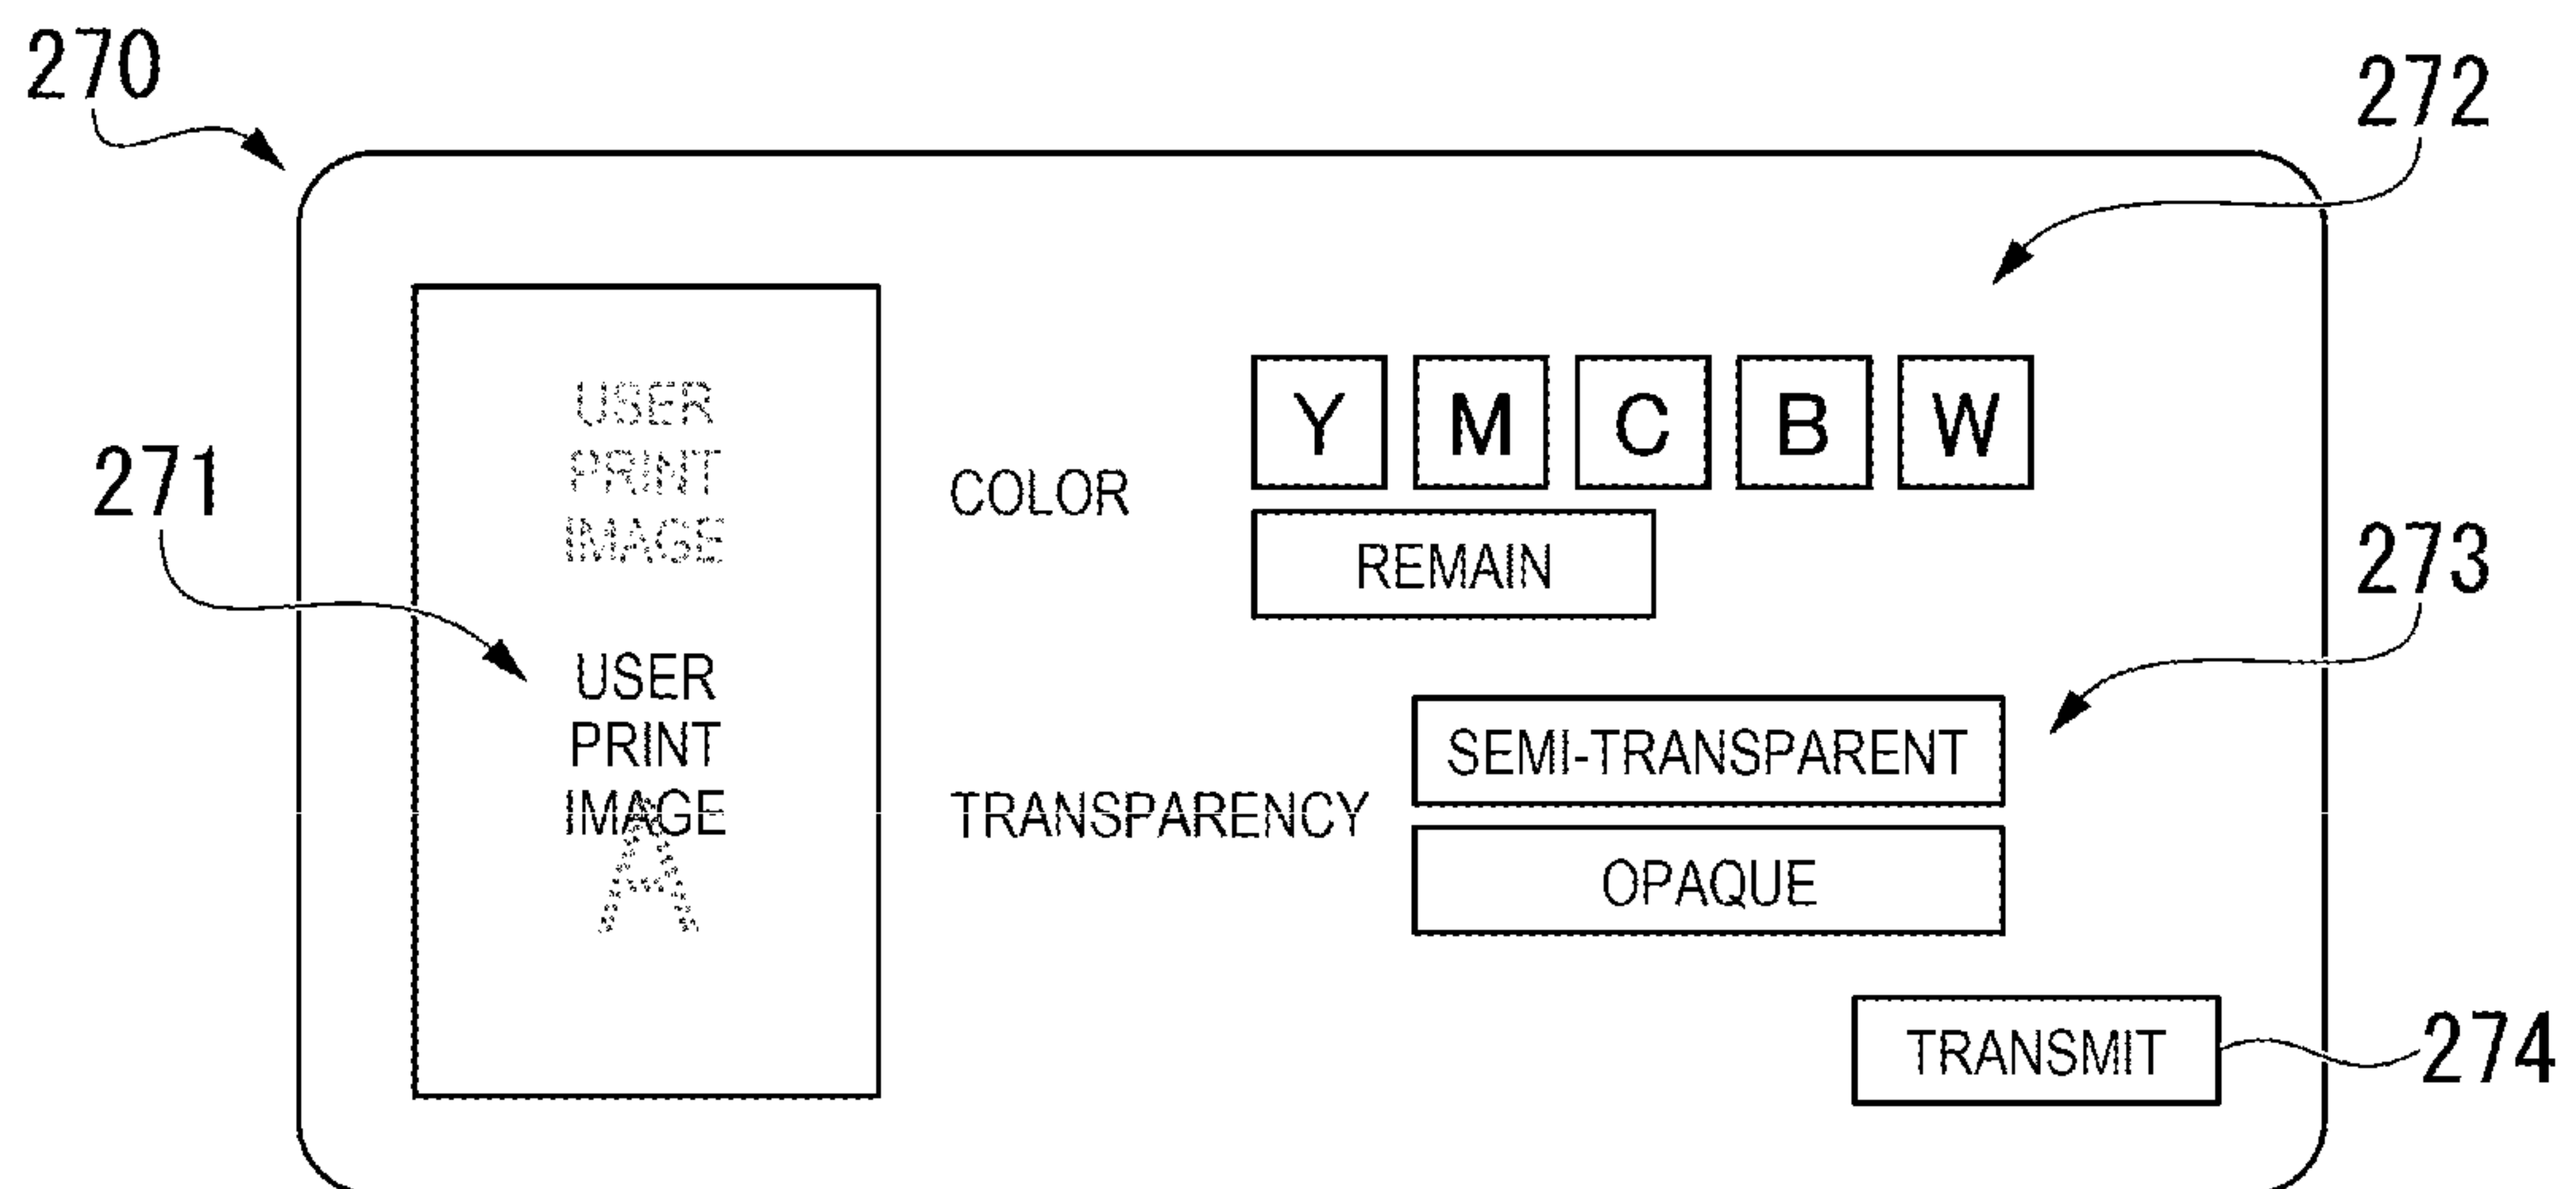 270
272
USER
PRINT
IMAGE
271
USER
PRINT
IMAGE
A
COLOR
Y M C B W
REMAIN
273
TRANSPARENCY
SEMI-TRANSPARENT
OPAQUE
TRANSMIT
274